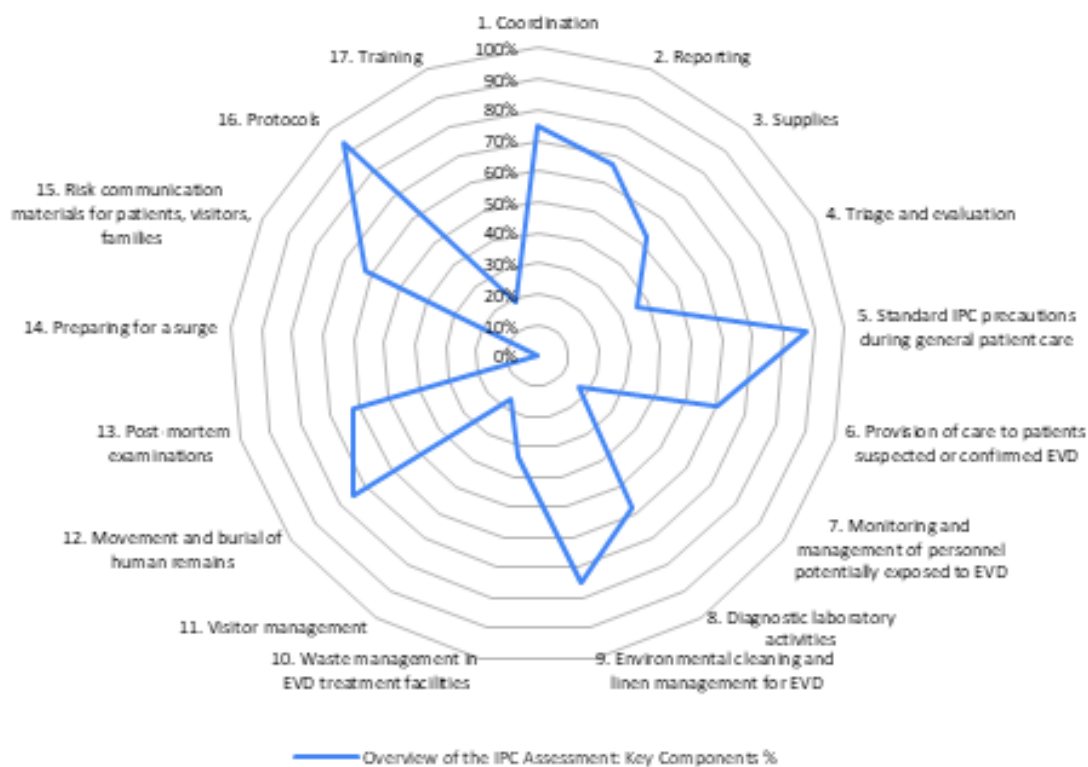 1. Coordination
2. Reporting
3. Supplies
4. Triage and evaluation
5. Standard IPC precautions
during general patient care
6. Provision of care to patients
suspected or confirmed EVD
7. Monitoring and
management of personnel
potentially exposed to EVD
8. Diagnostic laboratory
activities
9. Environmental cleaning and
linen management for EVD
10. Waste management in
EVD treatment facilities
11. Visitor management
12. Movement and burial of
human remains
13. Post-mortem
examinations
14. Preparing for a surge
15. Risk communication
materials for patients, visitors,
families
16. Protocols
17. Training
100%
90%
80%
70%
60%
50%
40%
30%
20%
10%
0%
Overview of the IPC Assessment: Key Components %